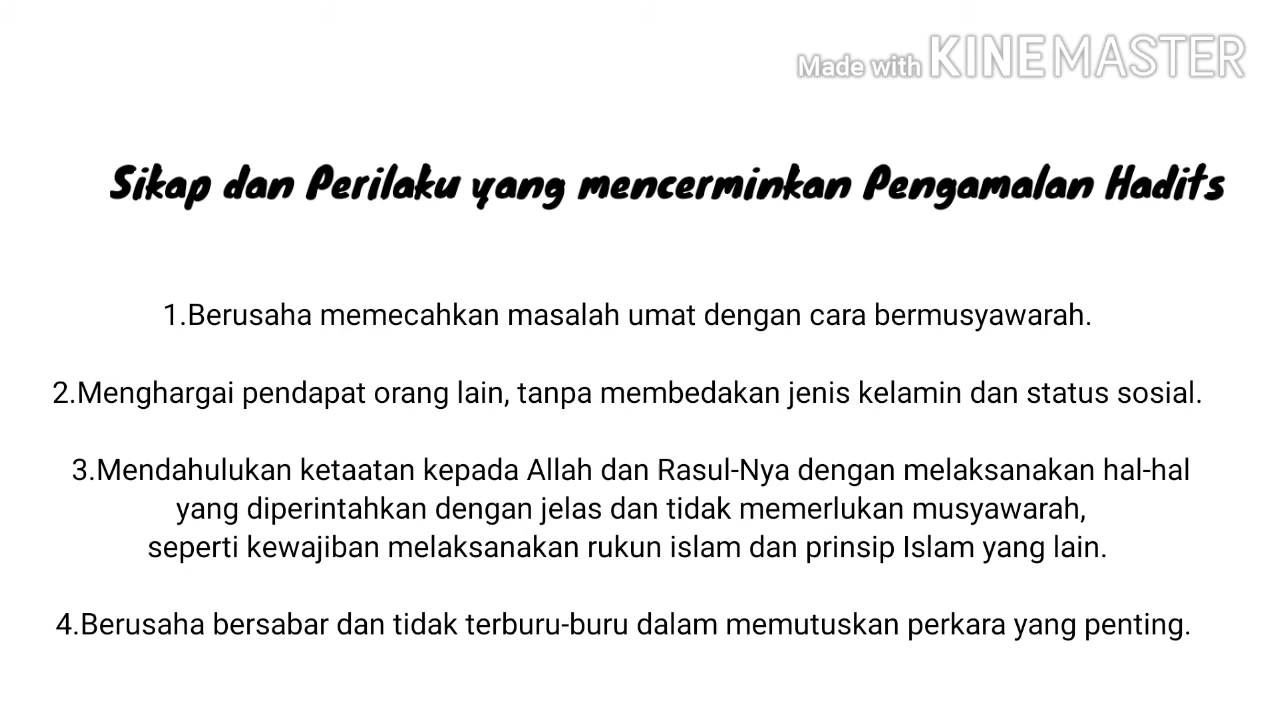 Made with KINEMASTER
Sikap dan Perilaku yang mencerminkan Pengamalan Hadits
1.Berusaha memecahkan masalah umat dengan cara bermusyawarah.
2.Menghargai pendapat orang lain, tanpa membedakan jenis kelamin dan status sosial.
3.Mendahulukan ketaatan kepada Allah dan Rasul-Nya dengan melaksanakan hal-hal
yang diperintahkan dengan jelas dan tidak memerlukan musyawarah,
seperti kewajiban melaksanakan rukun islam dan prinsip Islam yang lain.
4.Berusaha bersabar dan tidak terburu-buru dalam memutuskan perkara yang penting.